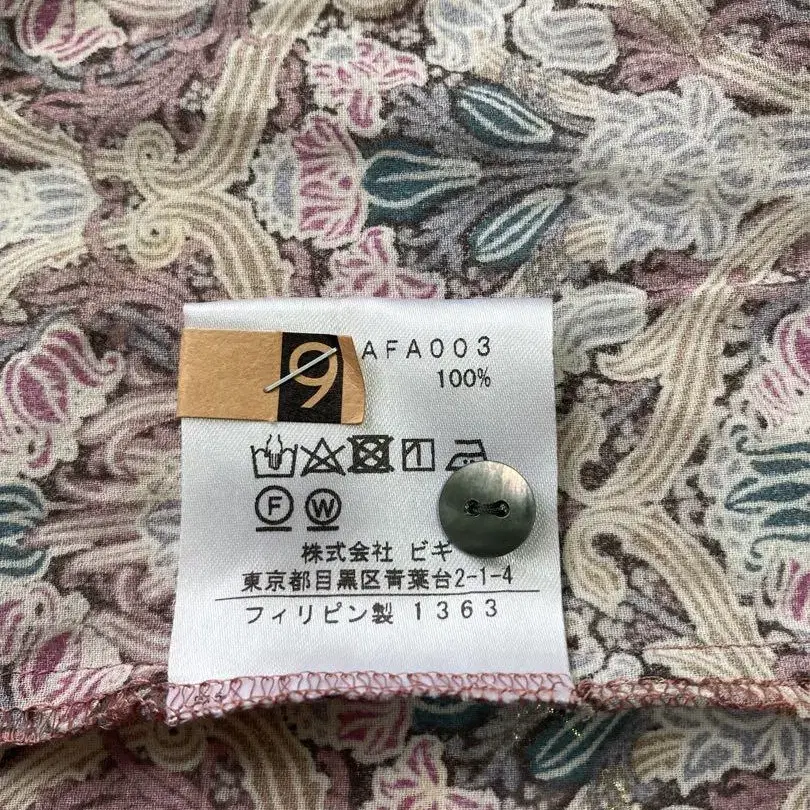 9
AFA003
100%
F W
株式会社 ビギ
東京都目黒区青葉台2-1-4
フィリピン製 1363